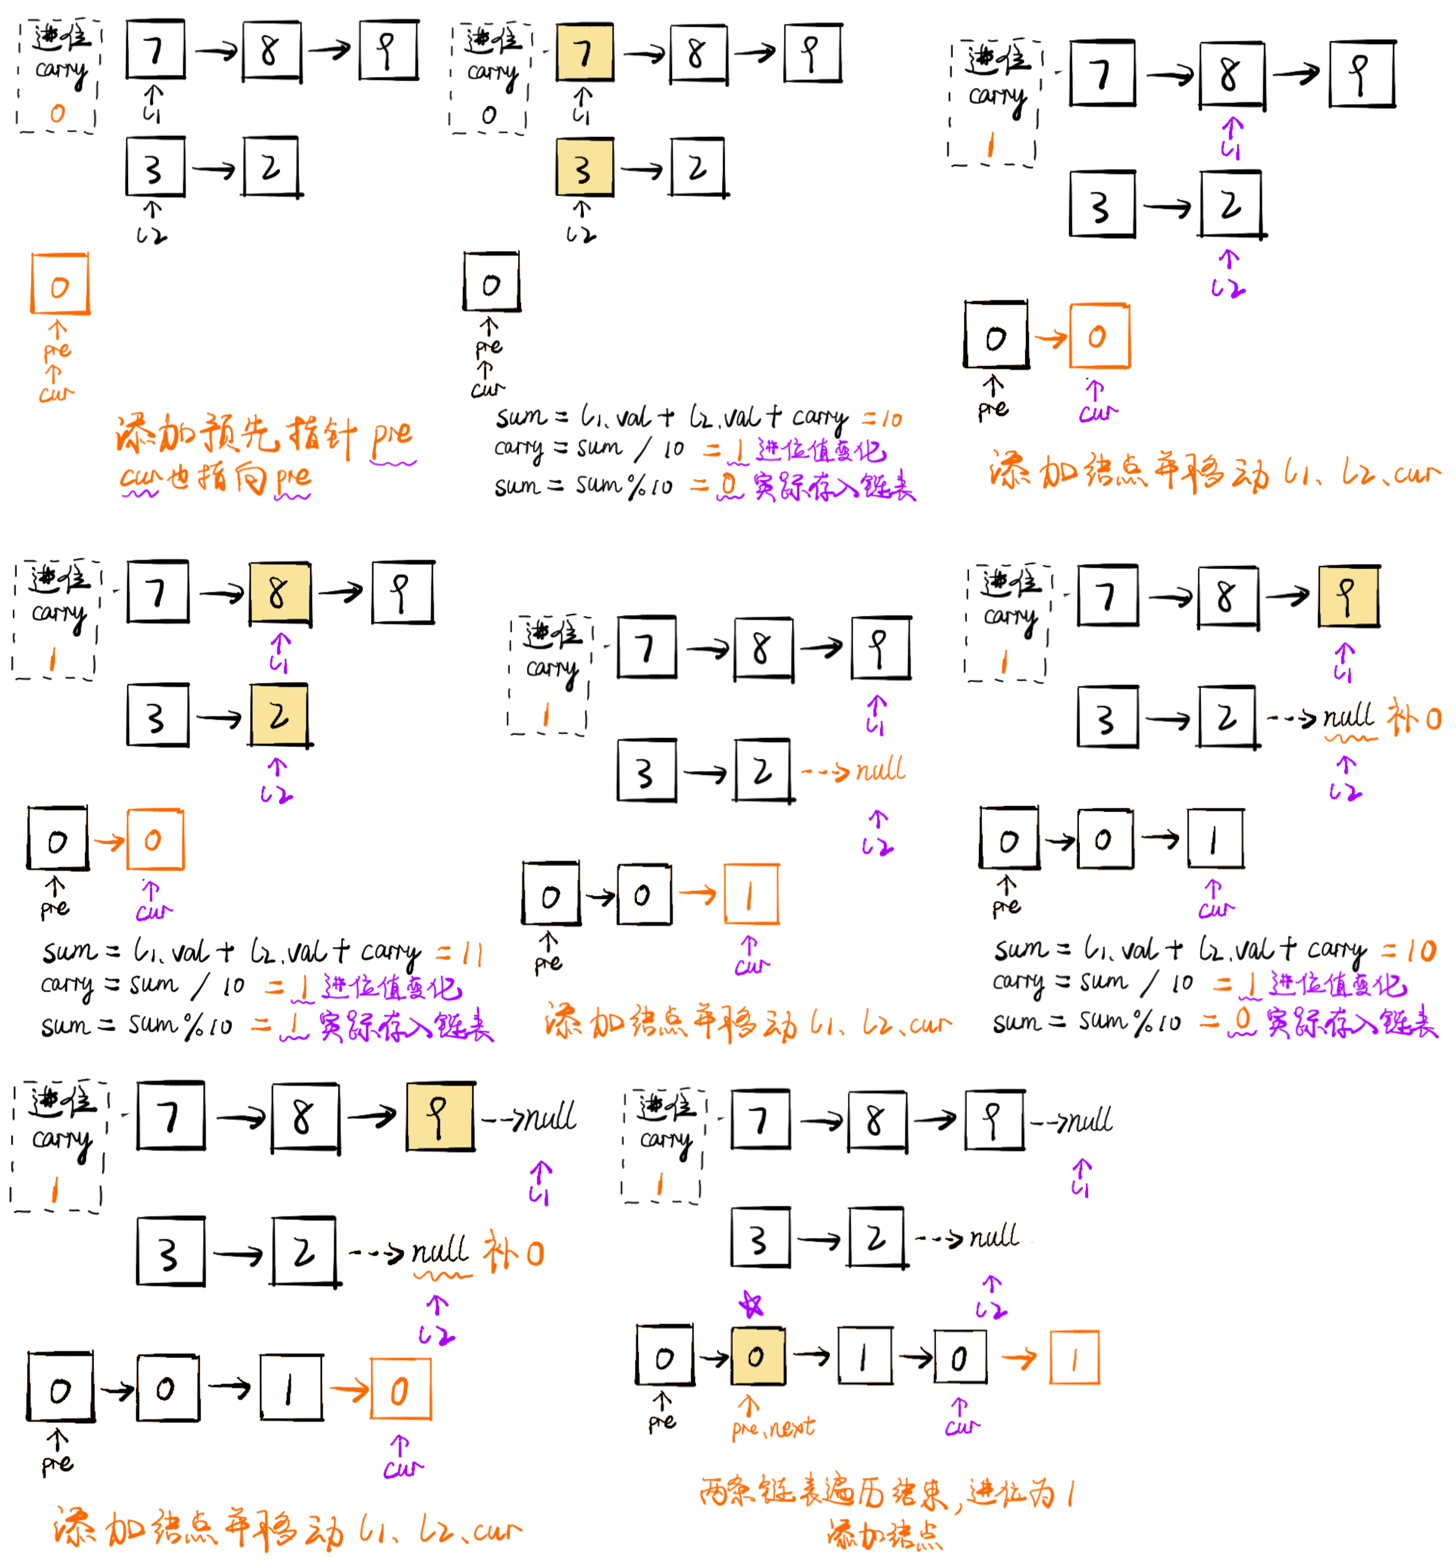 进位
carry
0
7 → 8 → 9
↑
l1
3 → 2
↑
l2
0
↑
pre
↑
cur
添加预先指针pre
cur也指向pre
进位
carry
0
7 → 8 → 9
↑
l1
3 → 2
↑
l2
0
↑
pre
↑
cur
sum = l1.val + l2.val + carry = 10
carry = sum / 10 = 1 进位值变化
sum = sum%10 = 0 实际存入链表
进位
carry
1
7 → 8 → 9
↑
l1
3 → 2
↑
l2
0 → 0
↑ ↑
pre cur
添加结点并移动l1、l2、cur
进位
carry
1
7 → 8 → 9
↑
l1
3 → 2
↑
l2
0 → 0
↑ ↑
pre cur
sum = l1.val + l2.val + carry = 11
carry = sum / 10 = 1 进位值变化
sum = sum%10 = 1 实际存入链表
进位
carry
1
7 → 8 → 9
↑
l1
3 → 2 --→ null
↑
l2
0 → 0 → 1
↑ ↑
pre cur
添加结点并移动l1、l2、cur
进位
carry
1
7 → 8 → 9
↑
l1
3 → 2 --→ null 补0
↑
l2
0 → 0 → 1
↑ ↑
pre cur
sum = l1.val + l2.val + carry = 10
carry = sum / 10 = 1 进位值变化
sum = sum%10 = 0 实际存入链表
进位
carry
1
7 → 8 → 9 --→ null
↑
l1
3 → 2 --→ null 补0
↑
l2
0 → 0 → 1 → 0
↑ ↑
pre cur
添加结点并移动l1、l2、cur
进位
carry
1
7 → 8 → 9 --→ null
↑
l1
3 → 2 --→ null
↑
l2
☆
0 → 0 → 1 → 0 → 1
↑ ↑ ↑
pre pre.next cur
两条链表遍历结束,进位为1
添加结点